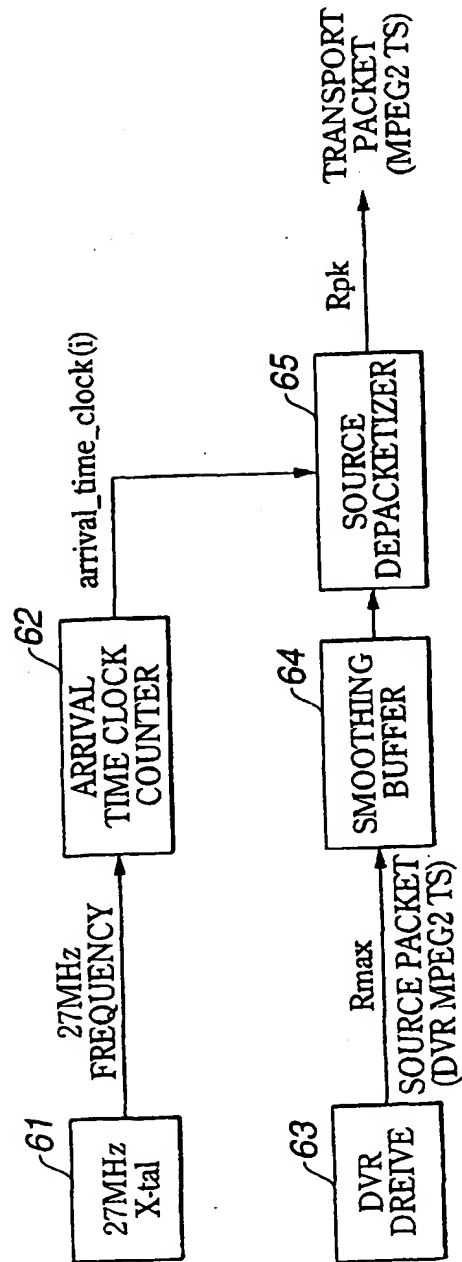 61
27MHz
X-tal
27MHz
FREQUENCY
62
ARRIVAL
TIME CLOCK
COUNTER
arrival_time_clock(i)
63
DVR
DREIVE
Rmax
SOURCE PACKET
(DVR MPEG2 TS)
64
SMOOTHING
BUFFER
65
SOURCE
DEPACKETIZER
Rpk
TRANSPORT
PACKET
(MPEG2 TS)